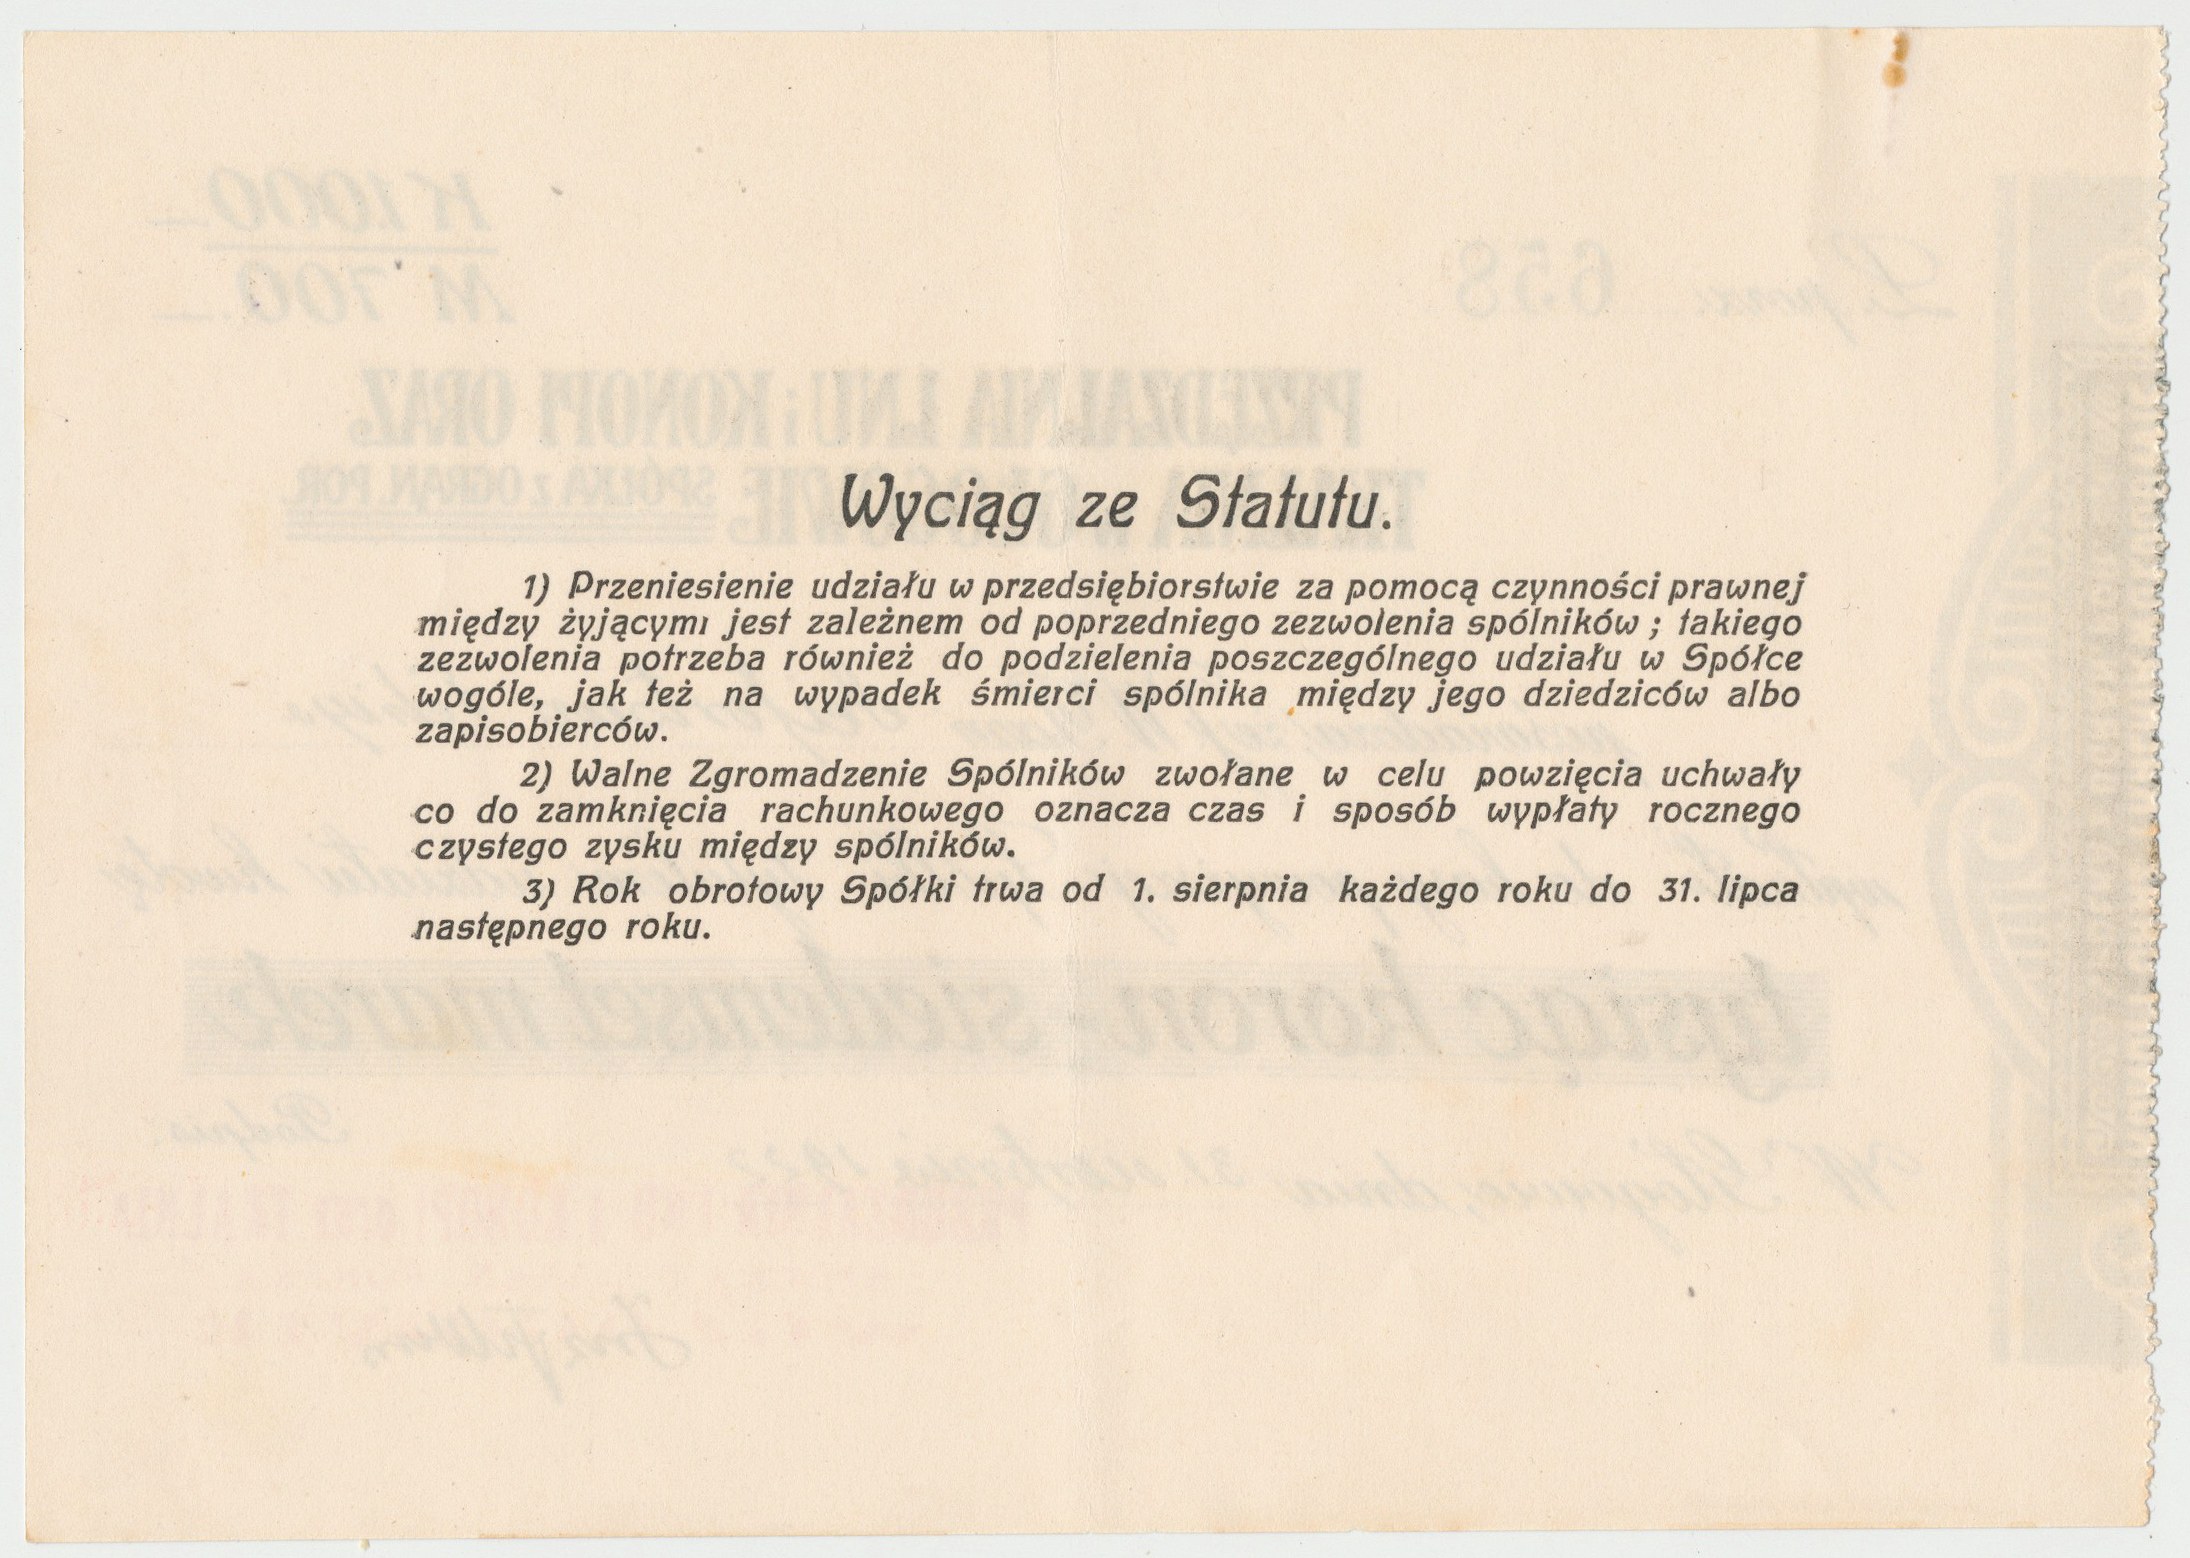 Wyciąg ze Statutu.
1) Przeniesienie udziału w przedsiębiorstwie za pomocą czynności prawnej
między żyjącymi jest zależnem od poprzedniego zezwolenia spólników ; takiego
zezwolenia potrzeba również do podzielenia poszczególnego udziału w Spółce
wogóle, jak też na wypadek śmierci spólnika między jego dziedziców albo
zapisobierców.
2) Walne Zgromadzenie Spólników zwołane w celu powzięcia uchwały
co do zamknięcia rachunkowego oznacza czas i sposób wypłaty rocznego
czystego zysku między spólników.
3) Rok obrotowy Spółki trwa od 1. sierpnia każdego roku do 31. lipca
następnego roku.